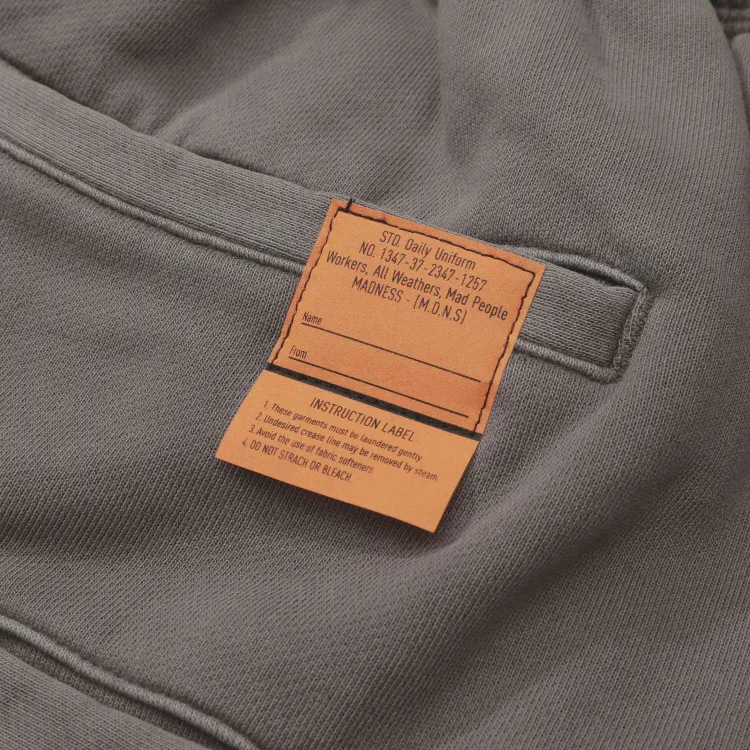 STD. Daily Uniform
NO. 1347-37-2347-1257
Workers, All Weathers, Mad People
MADNESS - (M.D.N.S)
Name
From
INSTRUCTION LABEL
1. These garments must be laundered gently
2. Undesired crease line may be removed by steam
3. Avoid the use of fabric softeners.
4. DO NOT STRACH OR BLEACH.